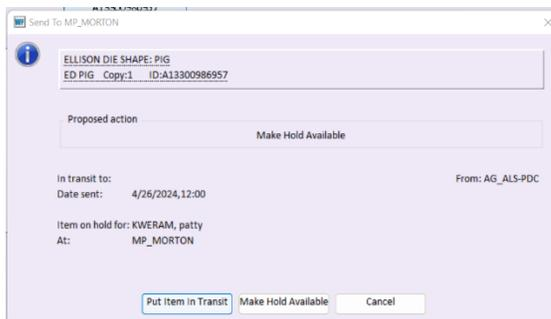 Send To MP_MORTON
ELLISON DIE SHAPE: PIG
ED PIG Copy:1 ID:A13300986957
Proposed action
Make Hold Available
In transit to: From: AG_ALS-PDC
Date sent: 4/26/2024,12:00
Item on hold for: KWERAM, patty
At: MP_MORTON
Put Item In Transit Make Hold Available Cancel